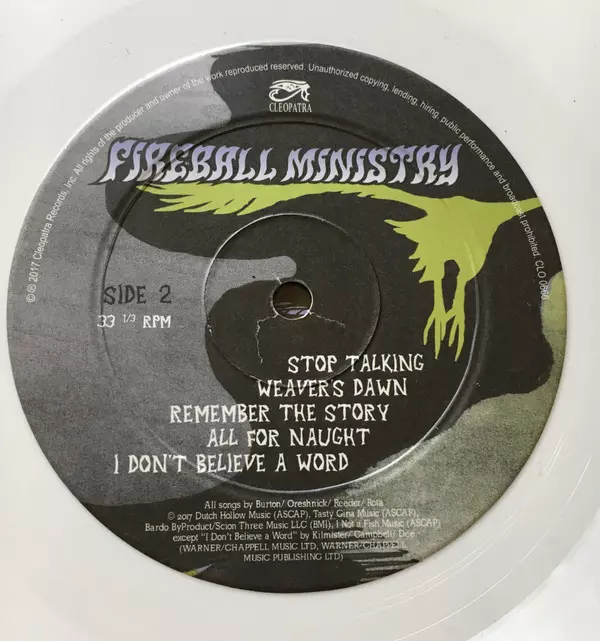 ℗ © 2017 Cleopatra Records, Inc. All rights of the producer and owner of the work reproduced reserved. Unauthorized copying, lending, hiring, public performance and broadcast prohibited. CLO 0666
CLEOPATRA
FIREBALL MINISTRY
SIDE 2
33 1/3 RPM
STOP TALKING
WEAVERS DAWN
REMEMBER THE STORY
ALL FOR NAUGHT
I DON'T BELIEVE A WORD
All songs by Burton/ Oreshnick/ Reeder/ Rota
© 2017 Dutch Hollow Music (ASCAP), Tasty Gina Music (ASCAP),
Bardo ByProduct/Scion Three Music LLC (BMI), I Not a Fish Music (ASCAP)
except "I Don't Believe a Word" by Kilmister/ Campbell/ Dee
(WARNER/CHAPPELL MUSIC LTD, WARNER/CHAPPELL
MUSIC PUBLISHING LTD)